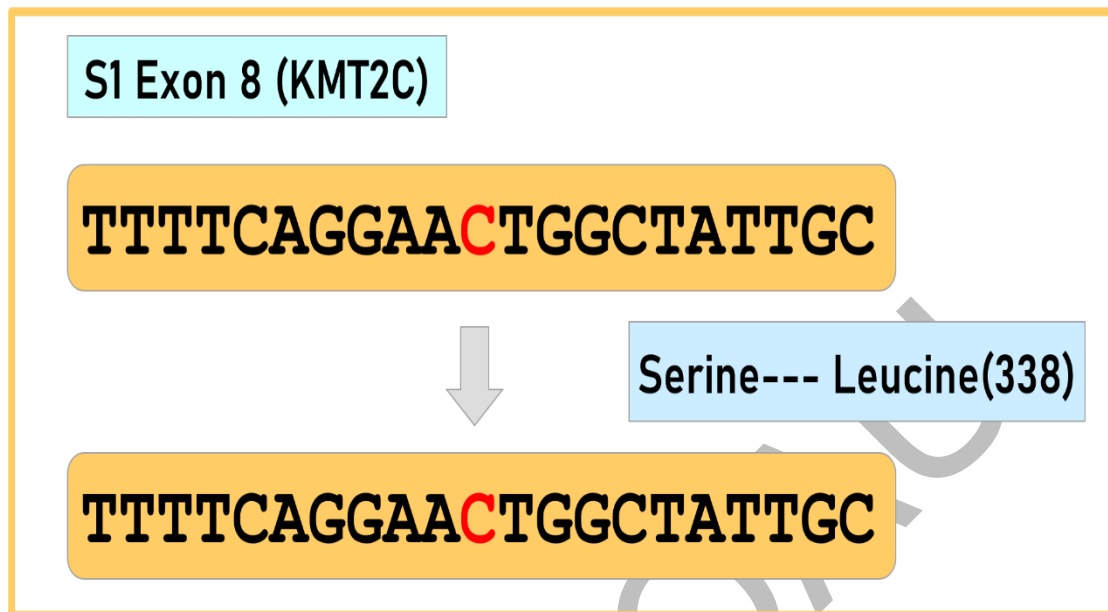 S1 Exon 8 (KMT2C)
TTTTCAGGAACTGGCTATTGC
Serine--- Leucine(338)
TTTTCAGGAACTGGCTATTGC